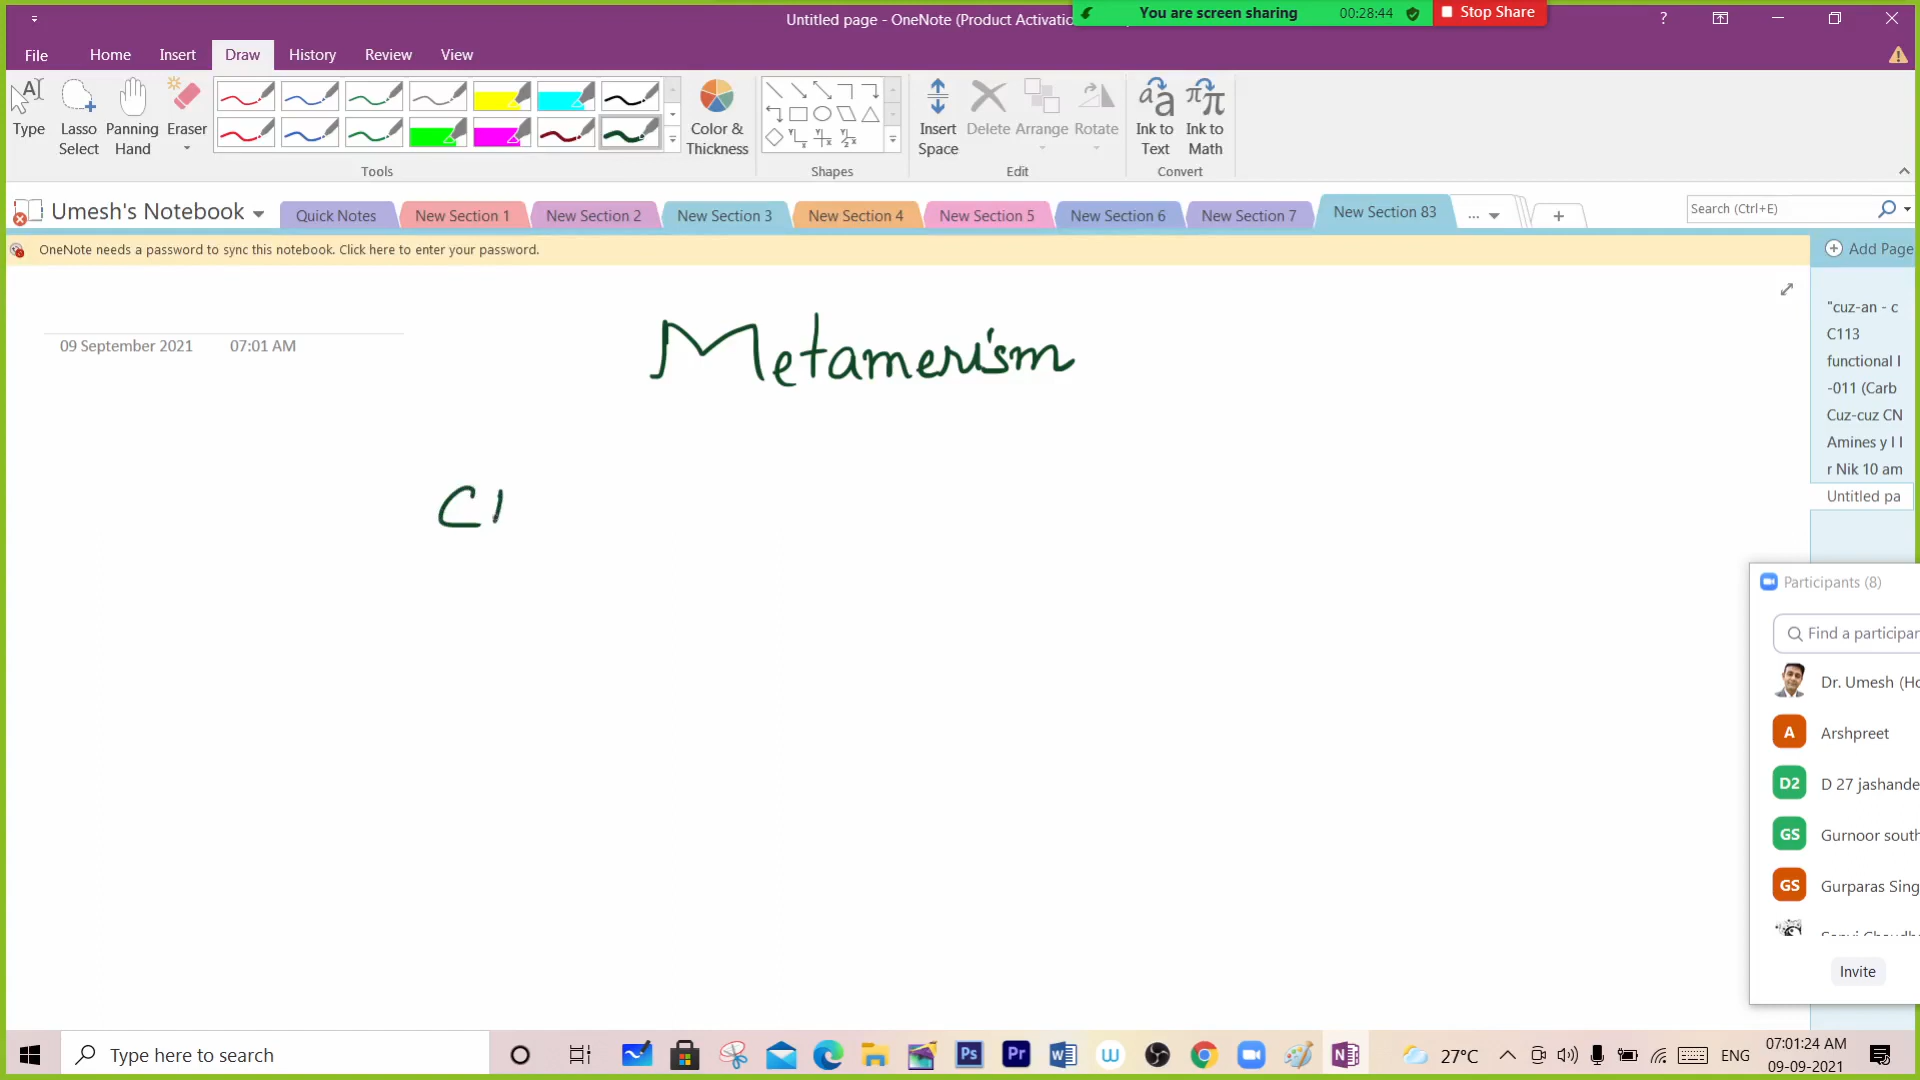 Untitled page - OneNote (Product Activatio
You are screen sharing 00:28:44 Stop Share
?
File Home Insert Draw History Review View
Type
Lasso Select
Panning Hand
Eraser
Color & Thickness
Insert Space
Delete
Arrange
Rotate
Ink to Text
Ink to Math
Tools Shapes Edit Convert
Umesh's Notebook Quick Notes New Section 1 New Section 2 New Section 3 New Section 4 New Section 5 New Section 6 New Section 7 New Section 83 ... + Search (Ctrl+E)
OneNote needs a password to sync this notebook. Click here to enter your password.
Add Page
"cuz-an - c
C113
functional I
-011 (Carb
Cuz-cuz CN
Amines y I I
r Nik 10 am
Untitled pa
Metamerism
09 September 2021 07:01 AM
Participants (8)
Find a participan
Dr. Umesh (Ho
A Arshpreet
D2 D 27 jashande
GS Gurnoor south
GS Gurparas Sing
Invite
Type here to search
Ps Pr W N
27°C ENG
07:01:24 AM
09-09-2021